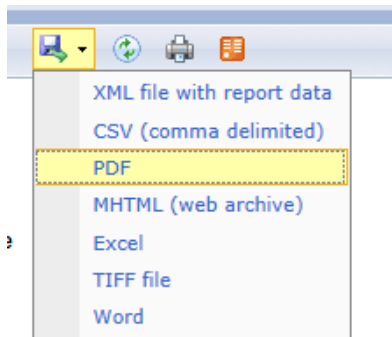 XML file with report data
CSV (comma delimited)
PDF
MHTML (web archive)
e
Excel
TIFF file
Word